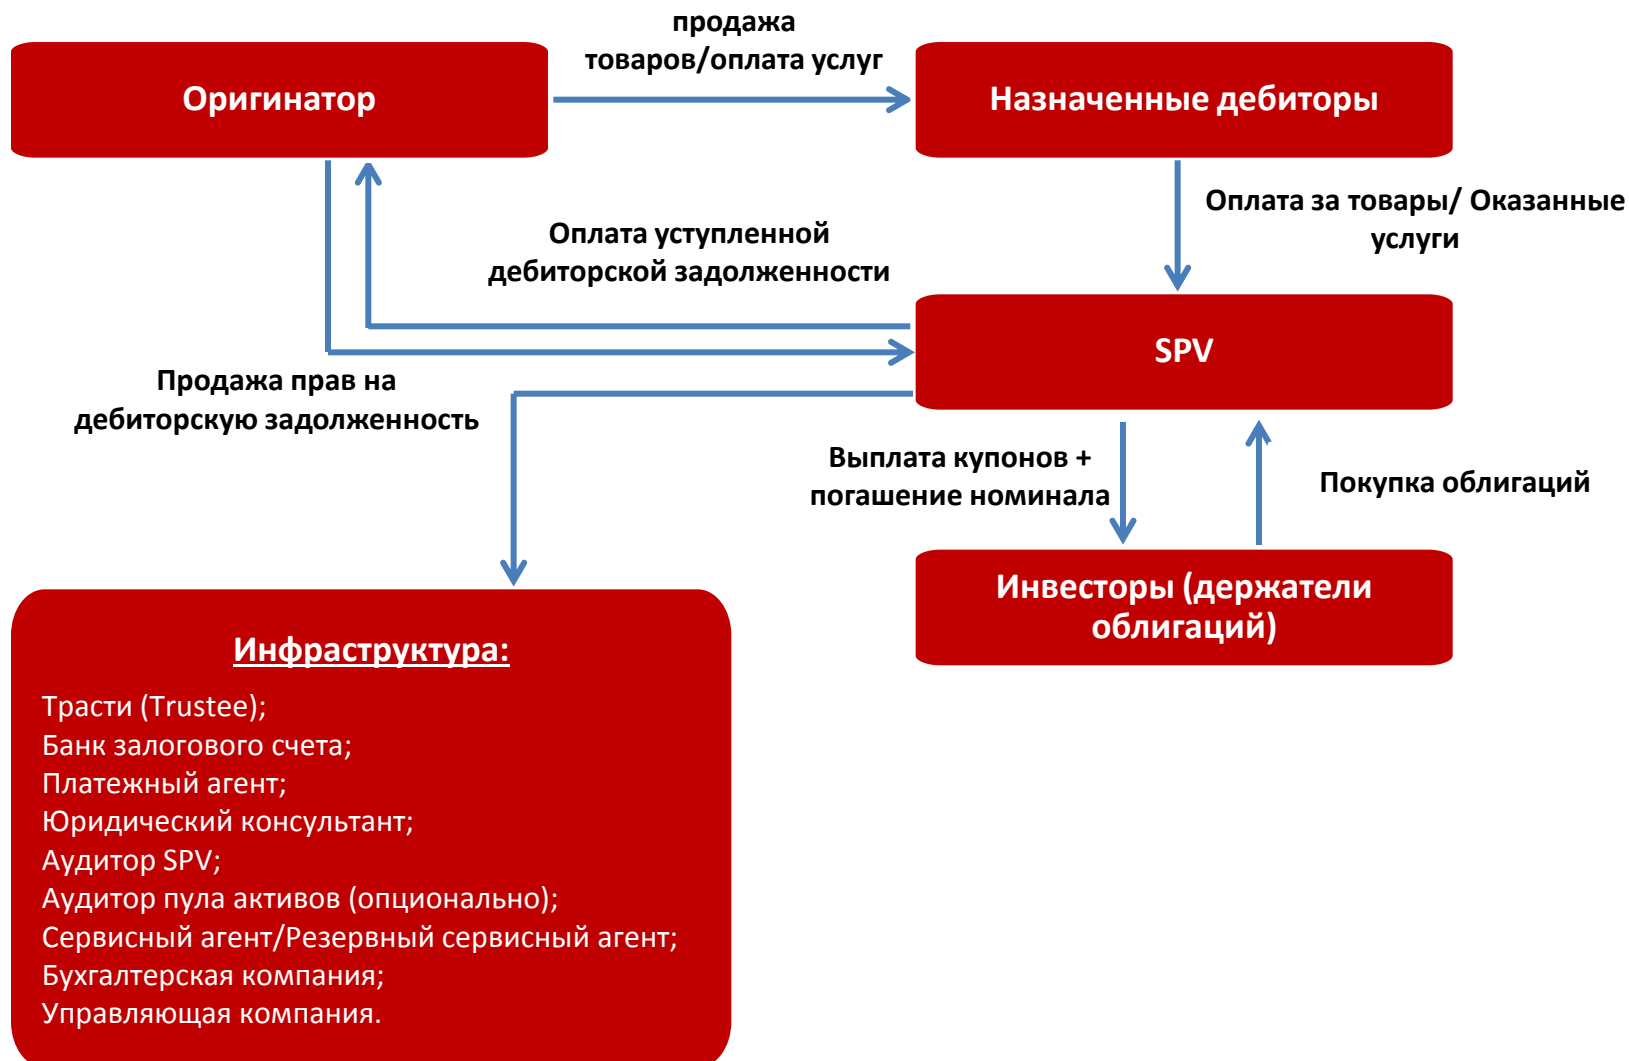 продажа
товаров/оплата услуг
Оригинатор
Назначенные дебиторы
Оплата за товары/ Оказанные
услуги
Оплата уступленной
дебиторской задолженности
SPV
Продажа прав на
дебиторскую задолженность
Выплата купонов +
погашение номинала
Покупка облигаций
Инвесторы (держатели
облигаций)
Инфраструктура:
Трасти (Trustee);
Банк залогового счета;
Платежный агент;
Юридический консультант;
Аудитор SPV;
Аудитор пула активов (опционально);
Сервисный агент/Резервный сервисный агент;
Бухгалтерская компания;
Управляющая компания.